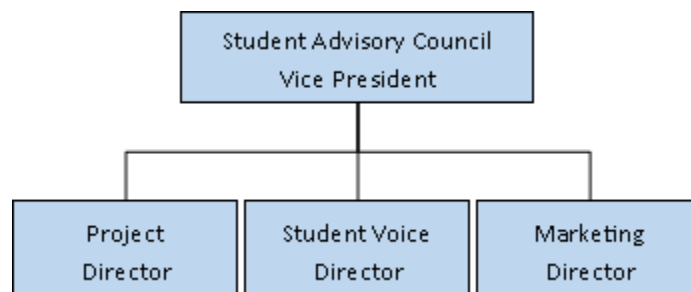 Student Advisory Council
Vice President
Project
Director
Student Voice
Director
Marketing
Director